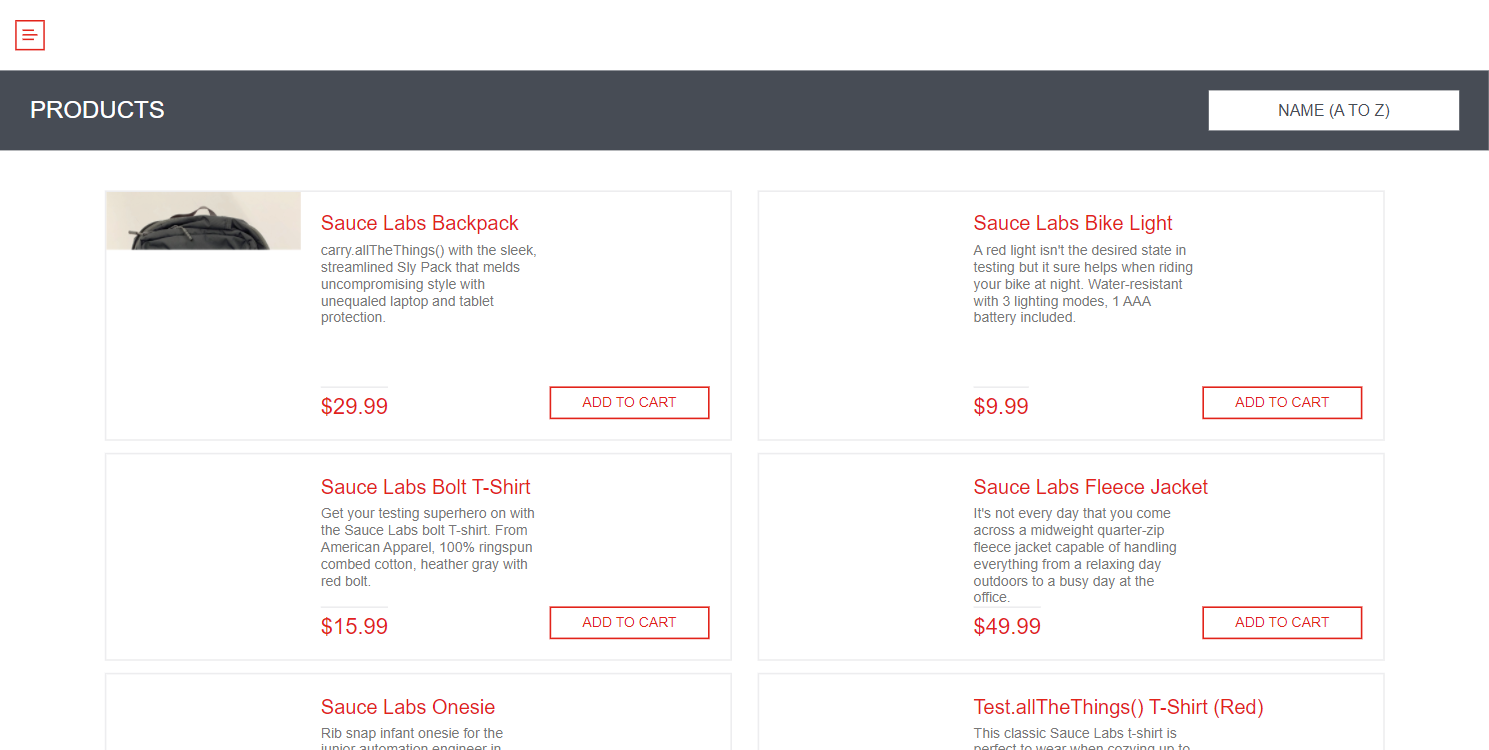 PRODUCTS
NAME (A TO Z)
Sauce Labs Backpack
carry.allTheThings() with the sleek,
streamlined Sly Pack that melds
uncompromising style with
unequaled laptop and tablet
protection.
$29.99
ADD TO CART
Sauce Labs Bike Light
A red light isn't the desired state in
testing but it sure helps when riding
your bike at night. Water-resistant
with 3 lighting modes, 1 AAA
battery included.
$9.99
ADD TO CART
Sauce Labs Bolt T-Shirt
Get your testing superhero on with
the Sauce Labs bolt T-shirt. From
American Apparel, 100% ringspun
combed cotton, heather gray with
red bolt.
$15.99
ADD TO CART
Sauce Labs Fleece Jacket
It's not every day that you come
across a midweight quarter-zip
fleece jacket capable of handling
everything from a relaxing day
outdoors to a busy day at the
office.
$49.99
ADD TO CART
Sauce Labs Onesie
Rib snap infant onesie for the
junior automation engineer in
Test.allTheThings() T-Shirt (Red)
This classic Sauce Labs t-shirt is
perfect to wear when cozying up to